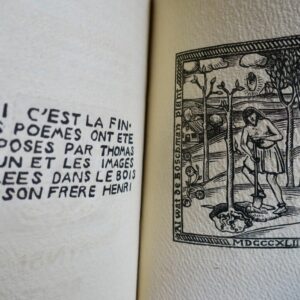 I C'EST LA FIN·
S POEMES ONT ETE
POSES PAR THOMAS
UN ET LES IMAGES
LEES DANS LE BOIS
SON FRERE HENRI
MDCCCXLII